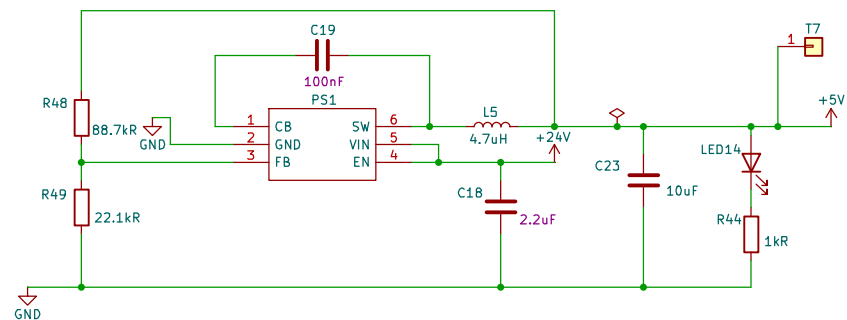 T7
1
C19
100nF
PS1
R48
88.7kR
GND
1 CB SW 6
2 GND VIN 5
3 FB EN 4
L5
4.7uH
+24V
+5V
LED14
C23
10uF
R49
22.1kR
C18
2.2uF
R44
1kR
GND